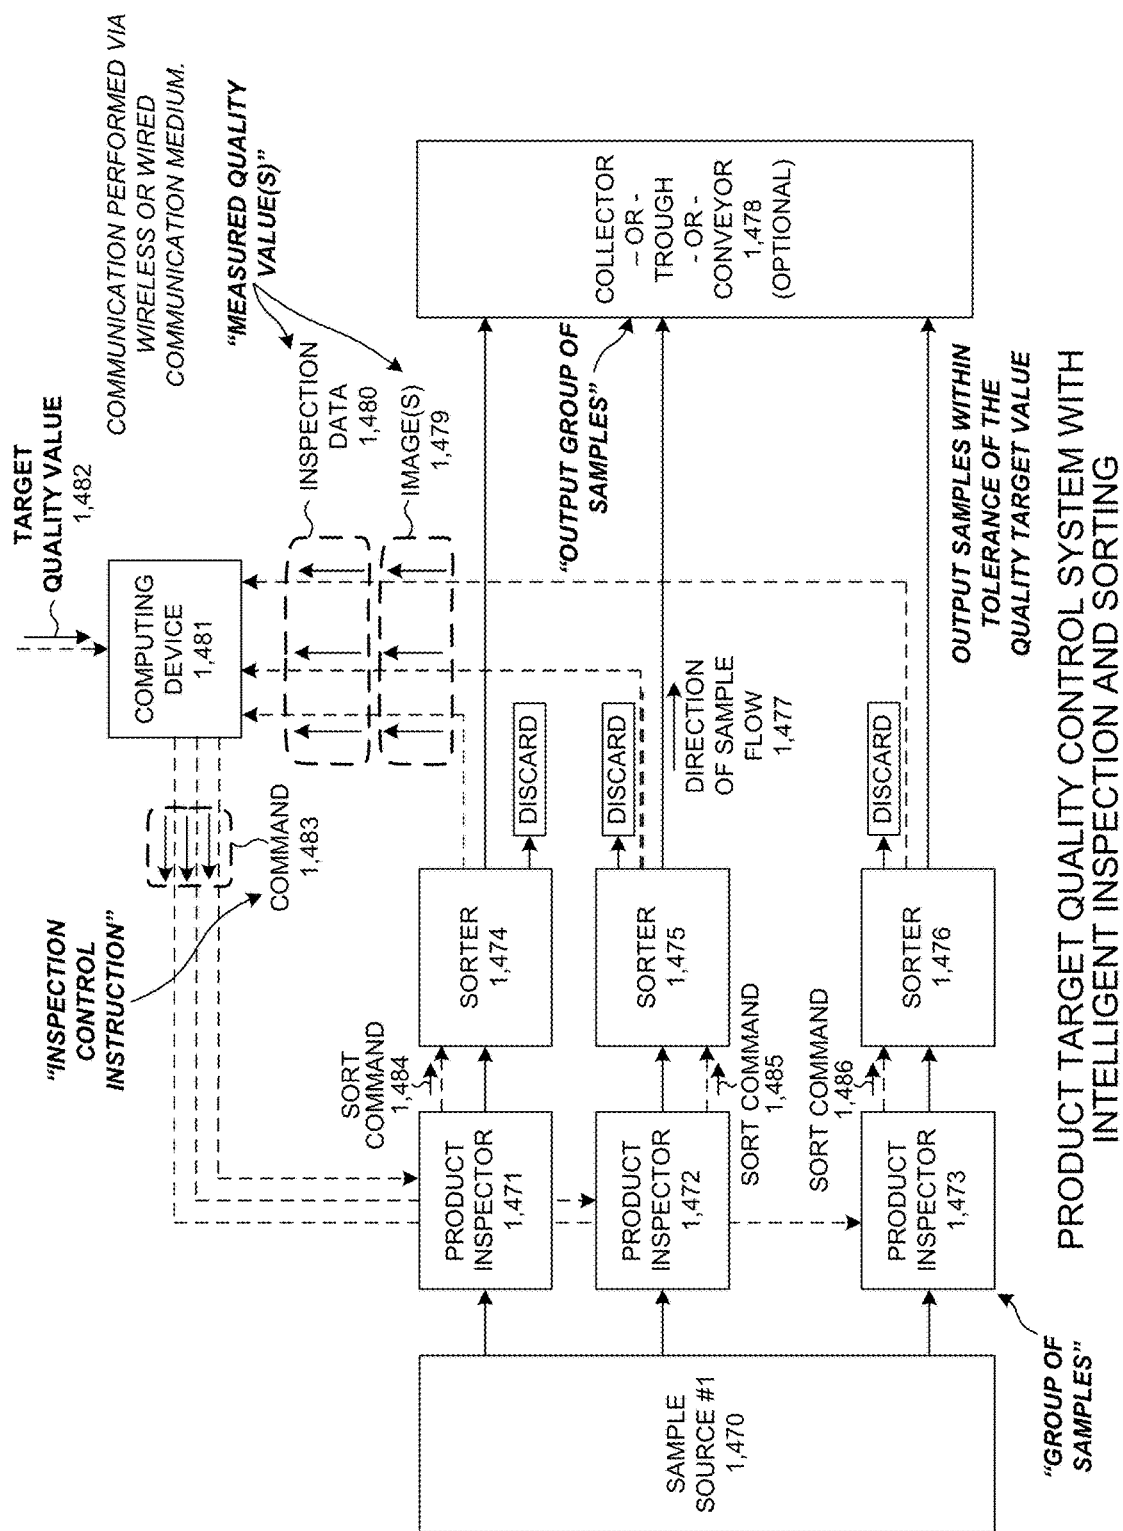 TARGET
QUALITY VALUE
1,482
COMMUNICATION PERFORMED VIA
WIRELESS OR WIRED
COMMUNICATION MEDIUM.
"INSPECTION
CONTROL
INSTRUCTION"
COMMAND
1,483
COMPUTING
DEVICE
1,481
"MEASURED QUALITY
VALUE(S)"
INSPECTION
DATA
1,480
IMAGE(S)
1,479
SAMPLE
SOURCE #1
1,470
PRODUCT
INSPECTOR
1,471
SORT
COMMAND
1,484
SORTER
1,474
DISCARD
PRODUCT
INSPECTOR
1,472
SORT COMMAND
1,485
SORTER
1,475
DISCARD
DIRECTION
OF SAMPLE
FLOW
1,477
PRODUCT
INSPECTOR
1,473
SORT COMMAND
1,486
SORTER
1,476
DISCARD
"OUTPUT GROUP OF
SAMPLES"
COLLECTOR
– OR -
TROUGH
- OR -
CONVEYOR
1,478
(OPTIONAL)
"GROUP OF
SAMPLES"
OUTPUT SAMPLES WITHIN
TOLERANCE OF THE
QUALITY TARGET VALUE
PRODUCT TARGET QUALITY CONTROL SYSTEM WITH
INTELLIGENT INSPECTION AND SORTING